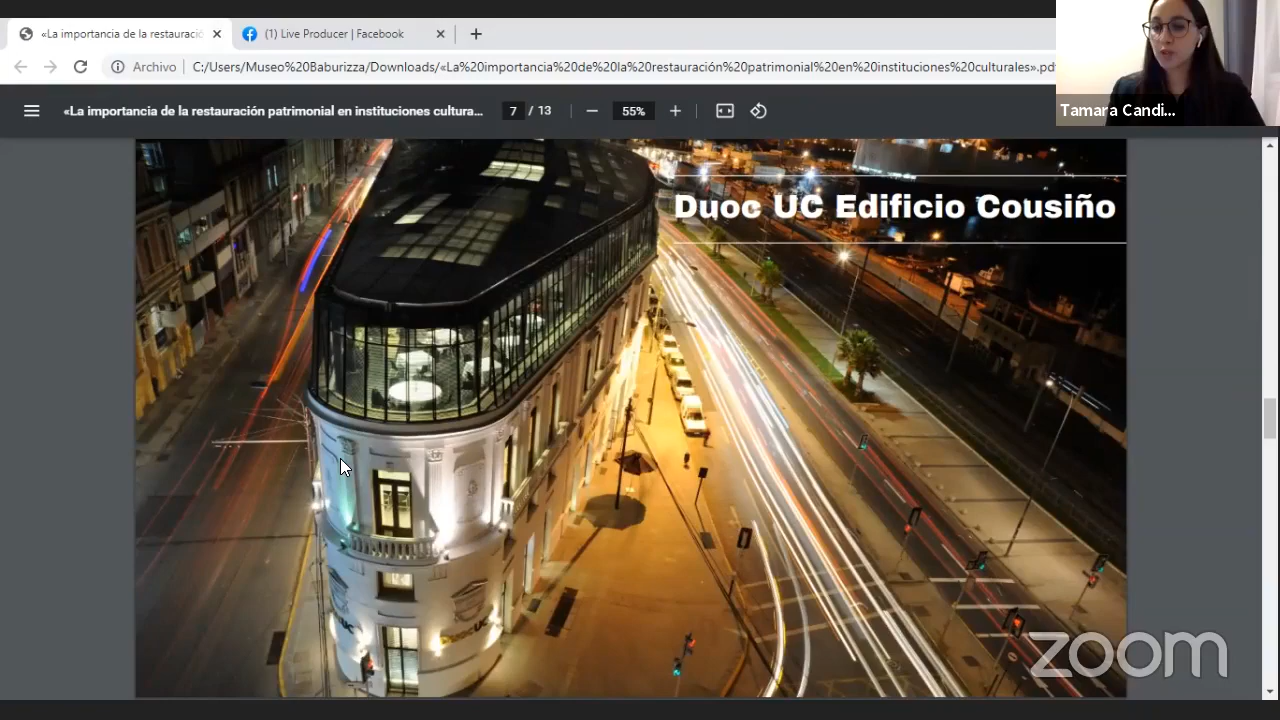 «La importancia de la restauració
(1) Live Producer | Facebook
Archivo
C:/Users/Museo%20Baburizza/Downloads/«La%20importancia%20de%20la%20restauración%20patrimonial%20en%20instituciones%20culturales».pd
Tamara Candi...
«La importancia de la restauración patrimonial en instituciones cultura...
7 / 13
55%
Duoc UC Edificio Cousiño
DuocUC
zoom